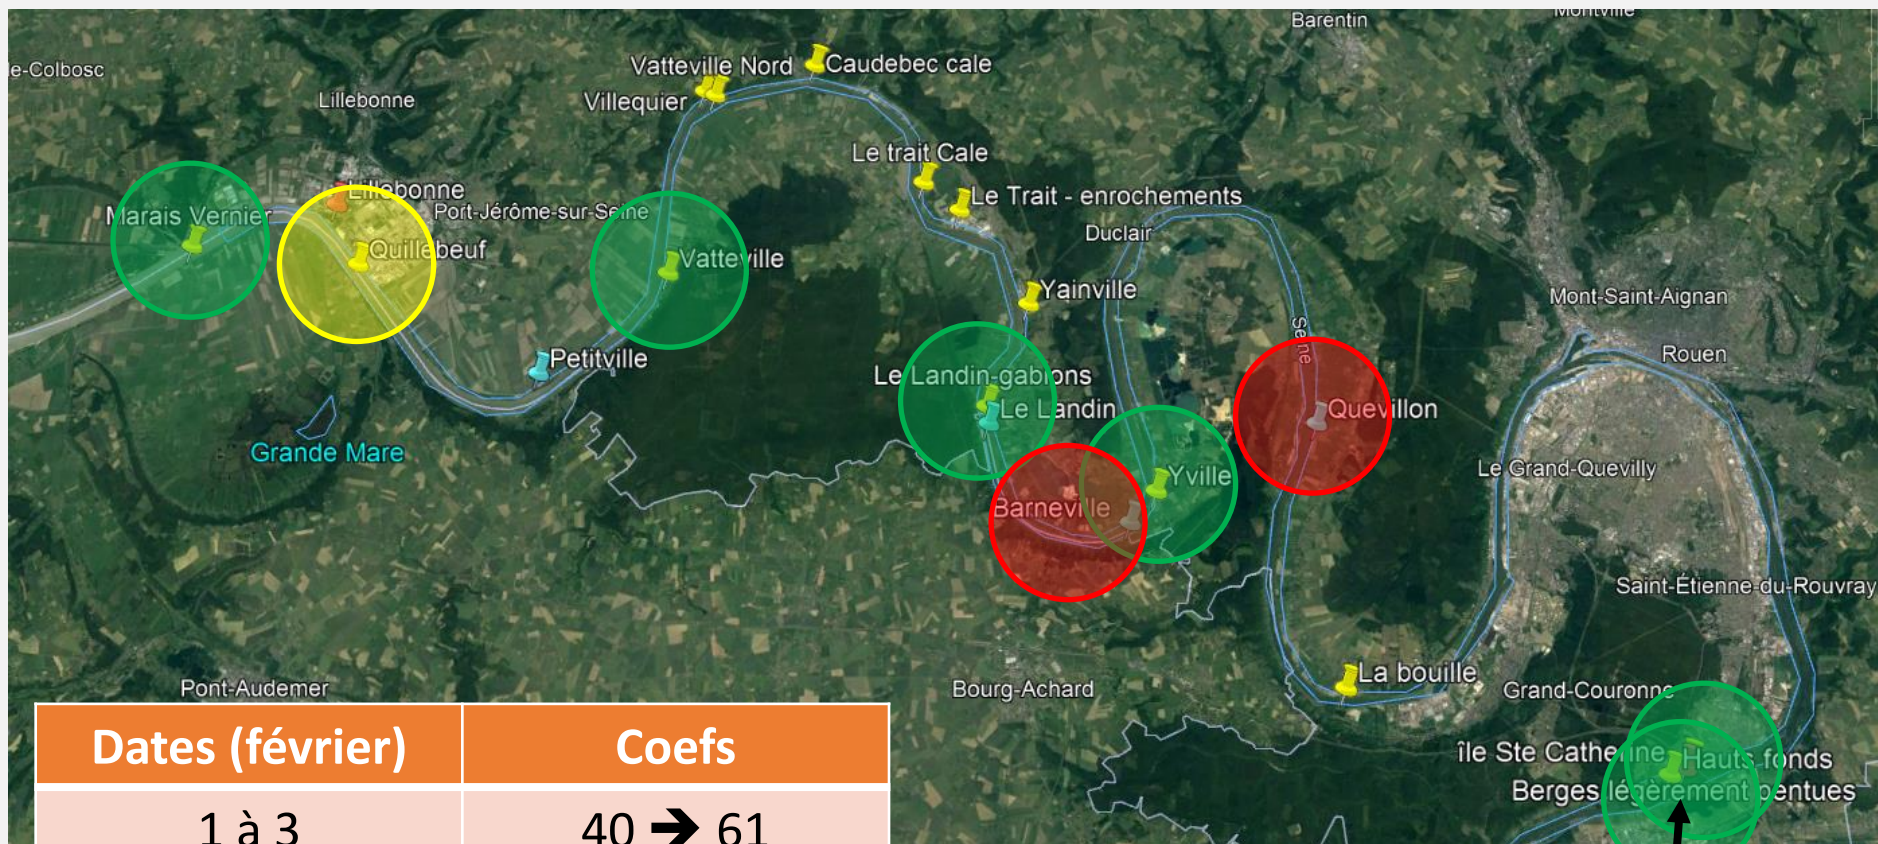 Barentin
Montville
le-Colbosc
Vatteville Nord
Caudebec cale
Lillebonne
Villequier
Le trait Cale
Lillebonne
Le Trait - enrochements
Marais Vernier
Port-Jérôme-sur-Seine
Duclair
Quillebeuf
Vatteville
Yainville
Mont-Saint-Aignan
Seine
Rouen
Petitville
Le Landin-gabions
Le Landin
Quevillon
Grande Mare
Le Grand-Quevilly
Yville
Barneville
Saint-Étienne-du-Rouvray
La bouille
Pont-Audemer
Bourg-Achard
Grand-Couronne
île Ste Catherine
Hauts fonds
Berges légèrement pentues
Dates (février) Coefs
1 à 3 40 ➔ 61